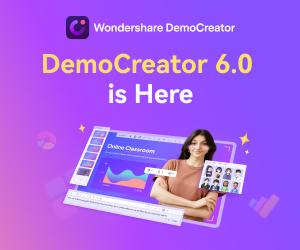 Wondershare DemoCreator
DemoCreator 6.0
is Here
Online Classroom